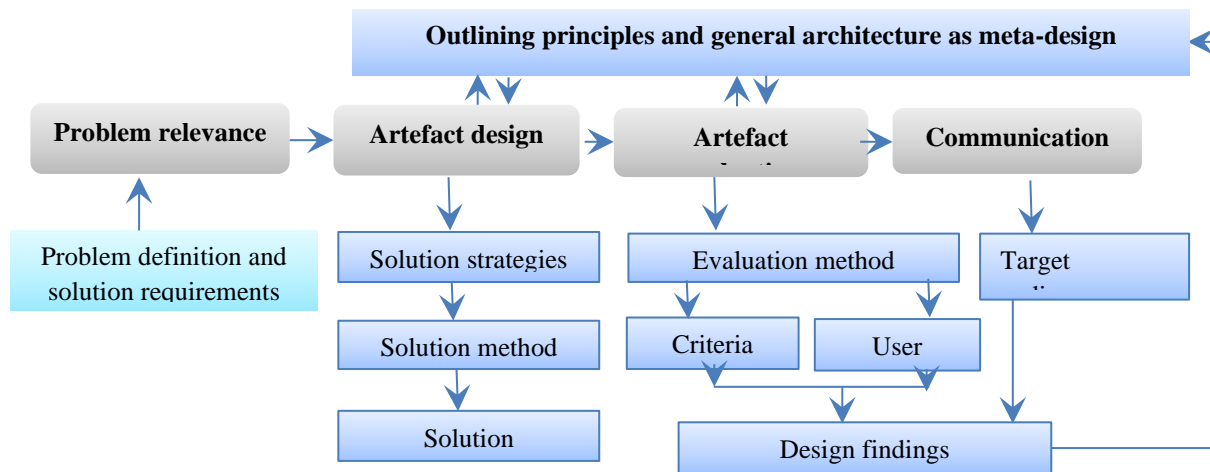 Outlining principles and general architecture as meta-design
Problem relevance
Artefact design
Artefact
Communication
Problem definition and
solution requirements
Solution strategies
Evaluation method
Target
Solution method
Criteria
User
Solution
Design findings